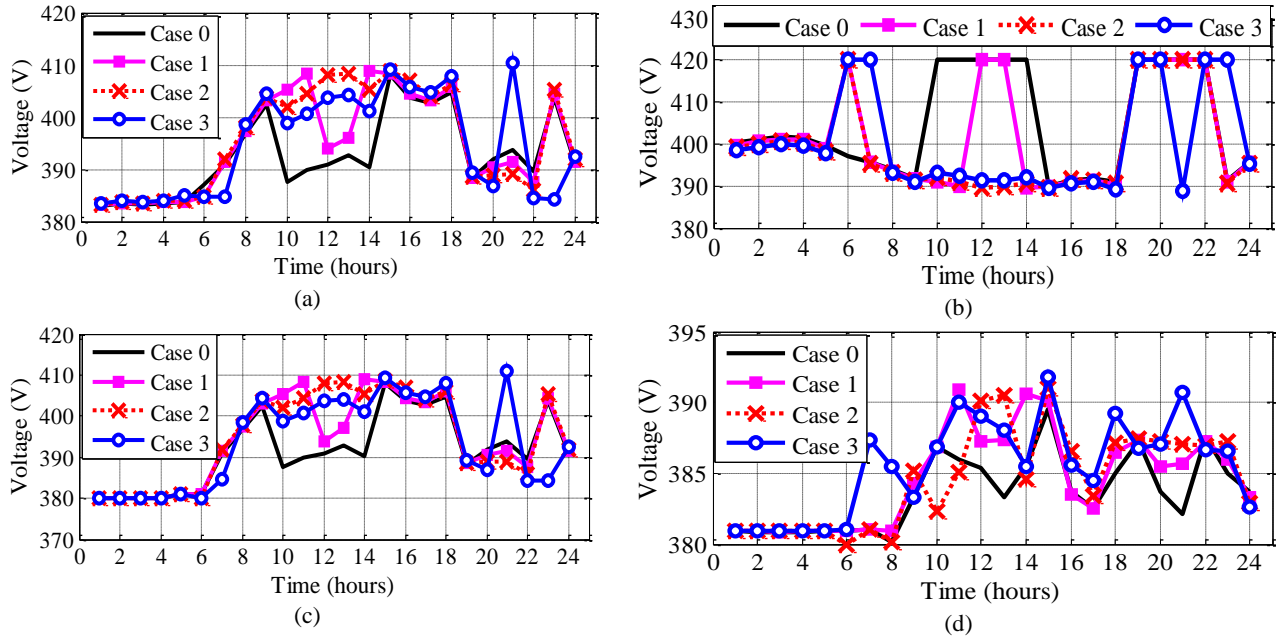 420
410
400
390
380
Voltage (V)
Case 0
Case 1
Case 2
Case 3
0 2 4 6 8 10 12 14 16 18 20 22 24
Time (hours)
(a)
430
420
400
390
380
Voltage (V)
Case 0 Case 1 Case 2 Case 3
0 2 4 6 8 10 12 14 16 18 20 22 24
Time (hours)
(b)
420
410
400
390
380
370
Voltage (V)
Case 0
Case 1
Case 2
Case 3
0 2 4 6 8 10 12 14 16 18 20 22 24
Time (hours)
(c)
395
390
385
380
Voltage (V)
Case 0
Case 1
Case 2
Case 3
0 2 4 6 8 10 12 14 16 18 20 22 24
Time (hours)
(d)